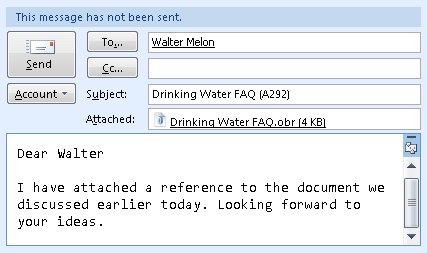 This message has not been sent.
To... Walter Melon
Send
Cc...
Account Subject: Drinking Water FAQ (A292)
Attached: Drinking Water FAQ.obr (4 KB)
Dear Walter
I have attached a reference to the document we
discussed earlier today. Looking forward to
your ideas.